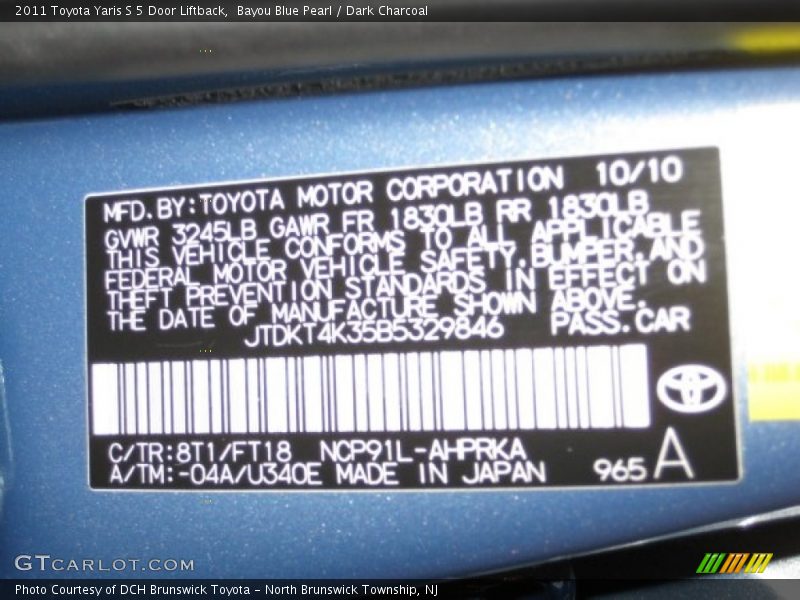 2011 Toyota Yaris S 5 Door Liftback,  Bayou Blue Pearl / Dark Charcoal
MFD.BY:TOYOTA MOTOR CORPORATION 10/10
GVWR 3245LB GAWR FR 1830LB RR 1830LB
THIS VEHICLE CONFORMS TO ALL APPLICABLE
FEDERAL MOTOR VEHICLE SAFETY,BUMPER,AND
THEFT PREVENTION STANDARDS IN EFFECT ON
THE DATE OF MANUFACTURE SHOWN ABOVE.
JTDKT4K35B5329846 PASS.CAR
C/TR:8T1/FT18 NCP91L-AHPRKA
A/TM:-04A/U340E MADE IN JAPAN 965 A
GTCARLOT.COM
Photo Courtesy of DCH Brunswick Toyota - North Brunswick Township, NJ